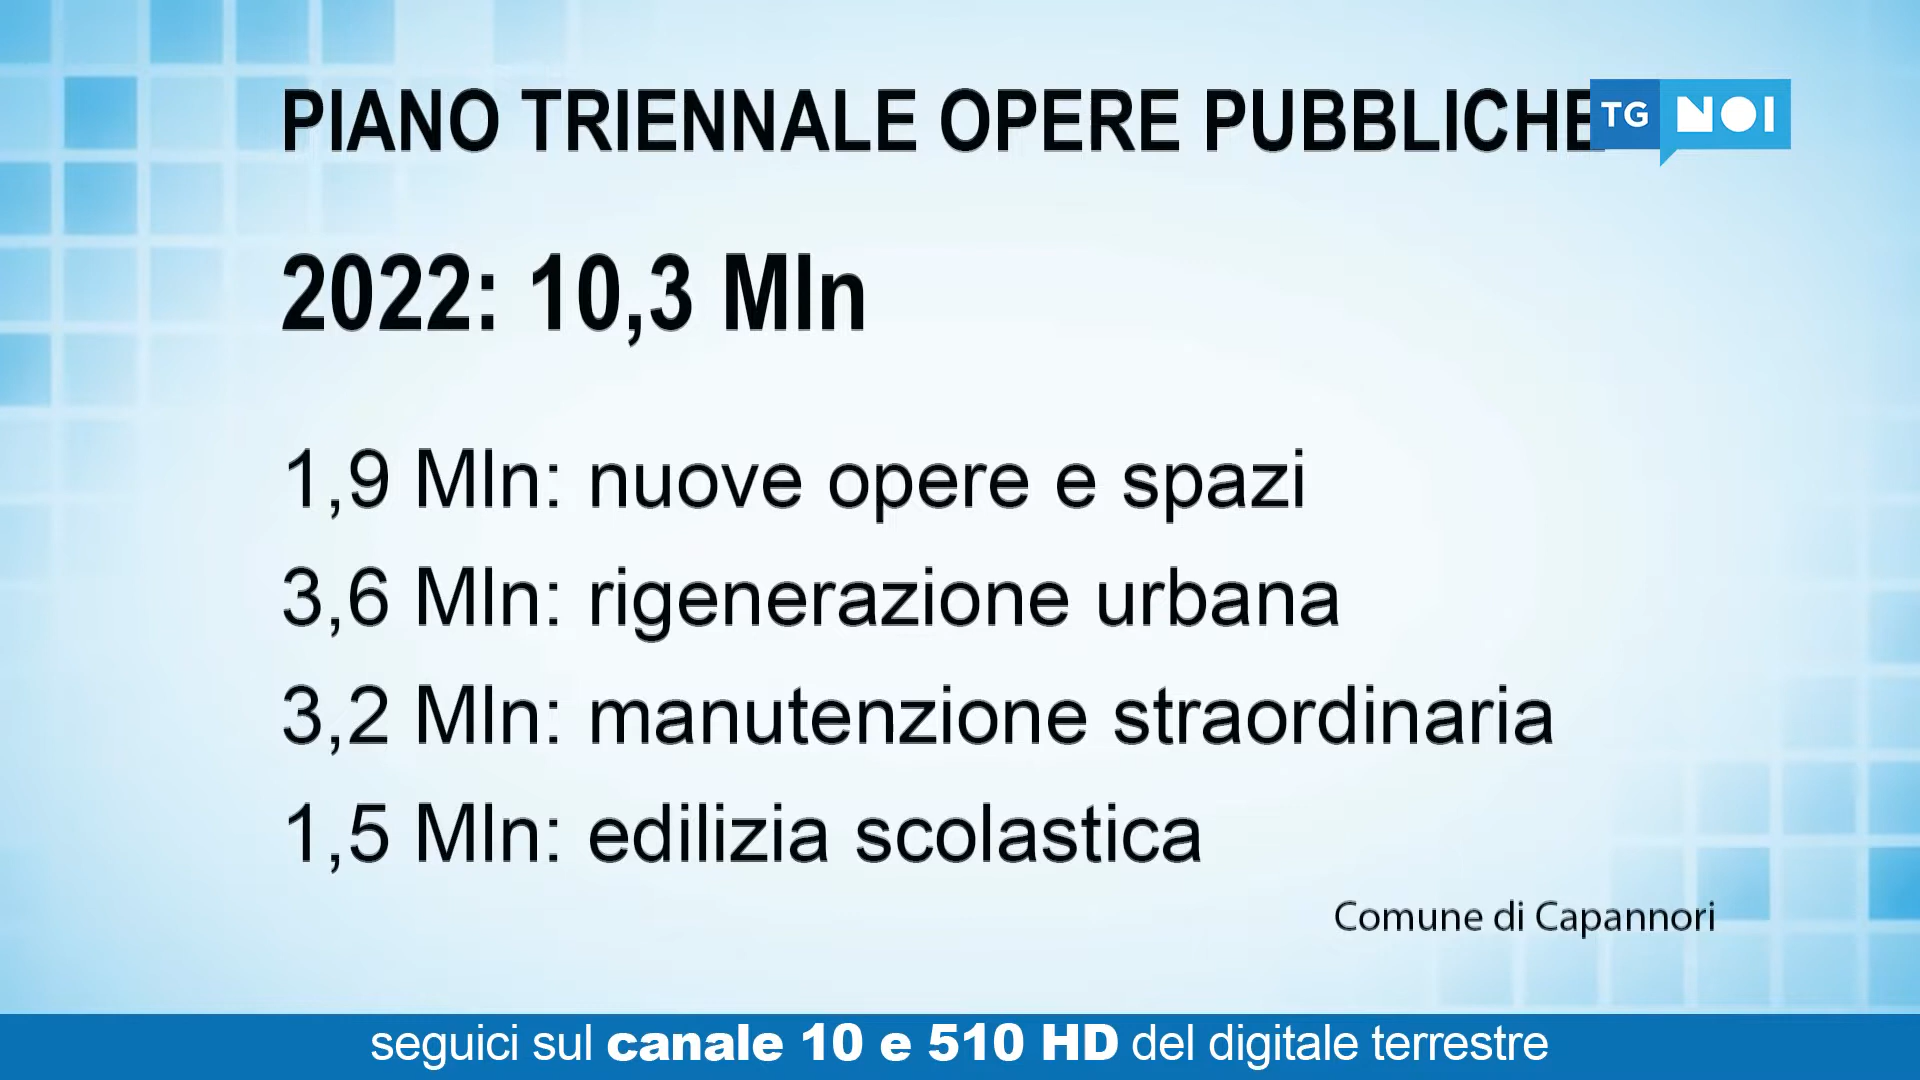 PIANO TRIENNALE OPERE PUBBLICHE
TG NOI
2022: 10,3 Mln
1,9 Mln: nuove opere e spazi
3,6 Mln: rigenerazione urbana
3,2 Mln: manutenzione straordinaria
1,5 Mln: edilizia scolastica
Comune di Capannori
seguici sul canale 10 e 510 HD del digitale terrestre